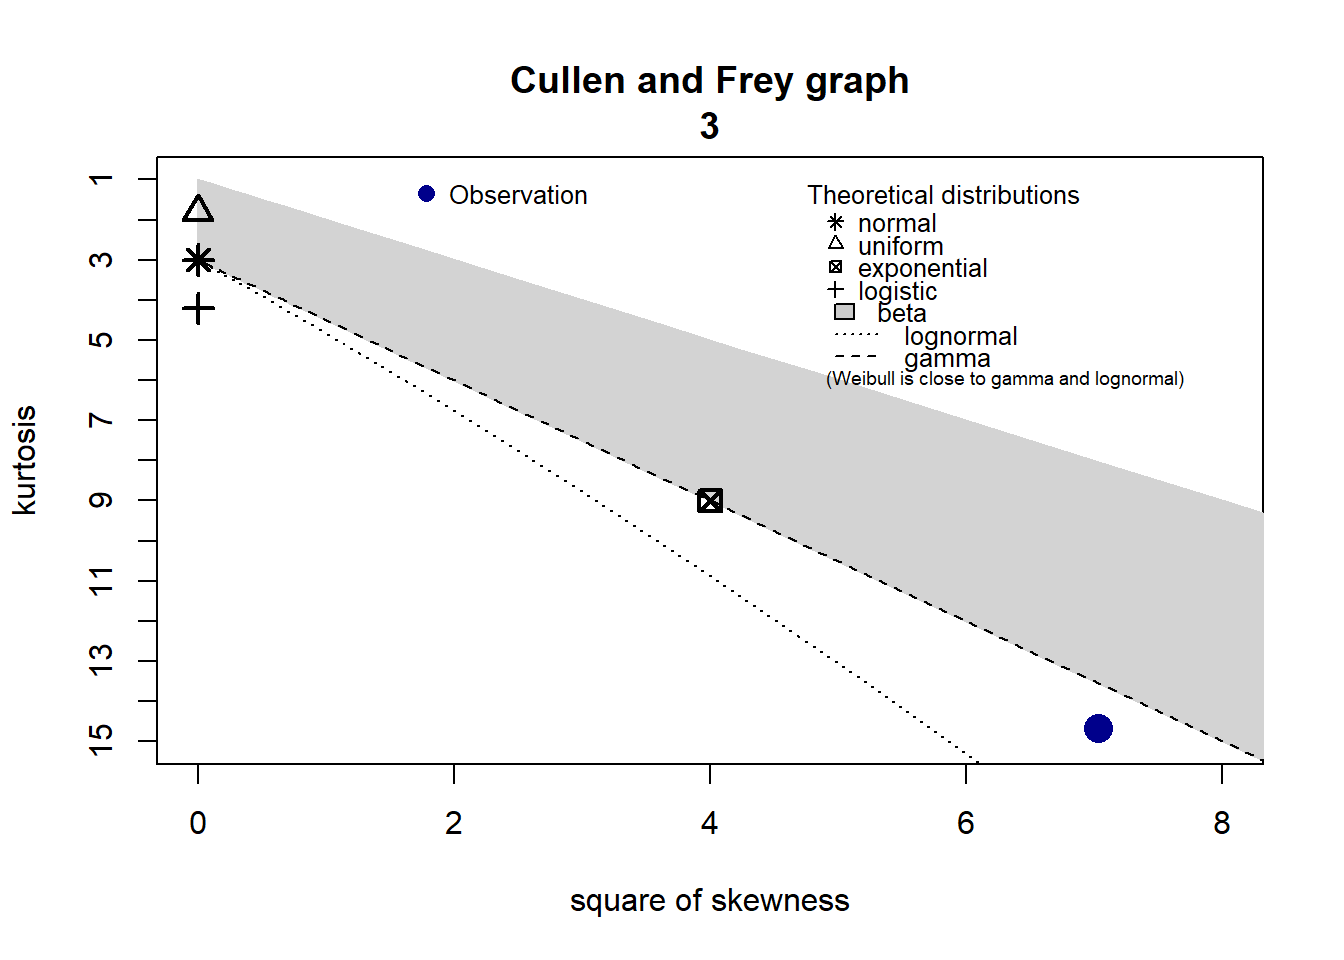 Cullen and Frey graph
3
Observation
Theoretical distributions
normal
uniform
exponential
logistic
beta
lognormal
gamma
(Weibull is close to gamma and lognormal)
kurtosis
1
3
5
7
9
11
13
15
0 2 4 6 8
square of skewness